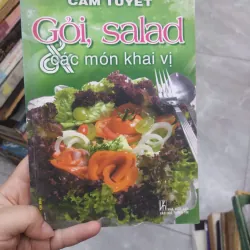 CẨM TUYẾT
Gỏi, salad
& các món khai vị